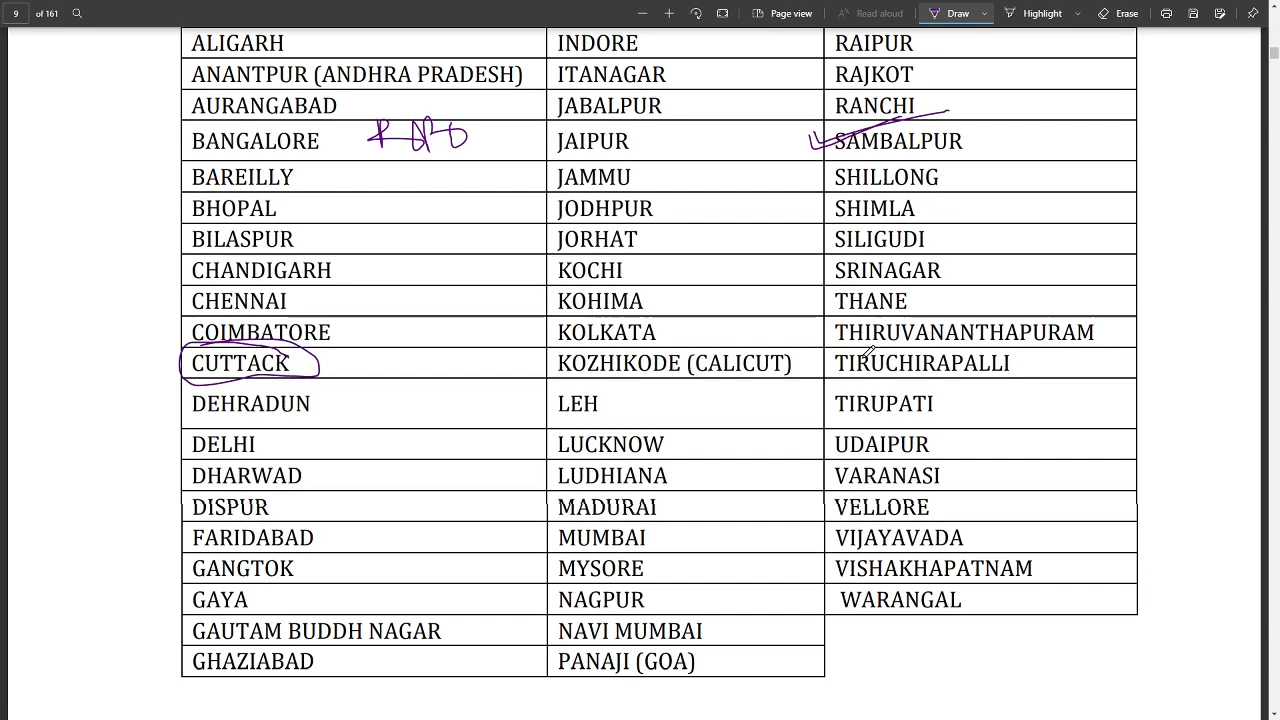 9 of 161 Page view Read aloud Draw Highlight Erase
ALIGARH INDORE RAIPUR
ANANTPUR (ANDHRA PRADESH) ITANAGAR RAJKOT
AURANGABAD JABALPUR RANCHI
BANGALORE JAIPUR SAMBALPUR
BAREILLY JAMMU SHILLONG
BHOPAL JODHPUR SHIMLA
BILASPUR JORHAT SILIGUDI
CHANDIGARH KOCHI SRINAGAR
CHENNAI KOHIMA THANE
COIMBATORE KOLKATA THIRUVANANTHAPURAM
CUTTACK KOZHIKODE (CALICUT) TIRUCHIRAPALLI
DEHRADUN LEH TIRUPATI
DELHI LUCKNOW UDAIPUR
DHARWAD LUDHIANA VARANASI
DISPUR MADURAI VELLORE
FARIDABAD MUMBAI VIJAYAVADA
GANGTOK MYSORE VISHAKHAPATNAM
GAYA NAGPUR WARANGAL
GAUTAM BUDDH NAGAR NAVI MUMBAI
GHAZIABAD PANAJI (GOA)